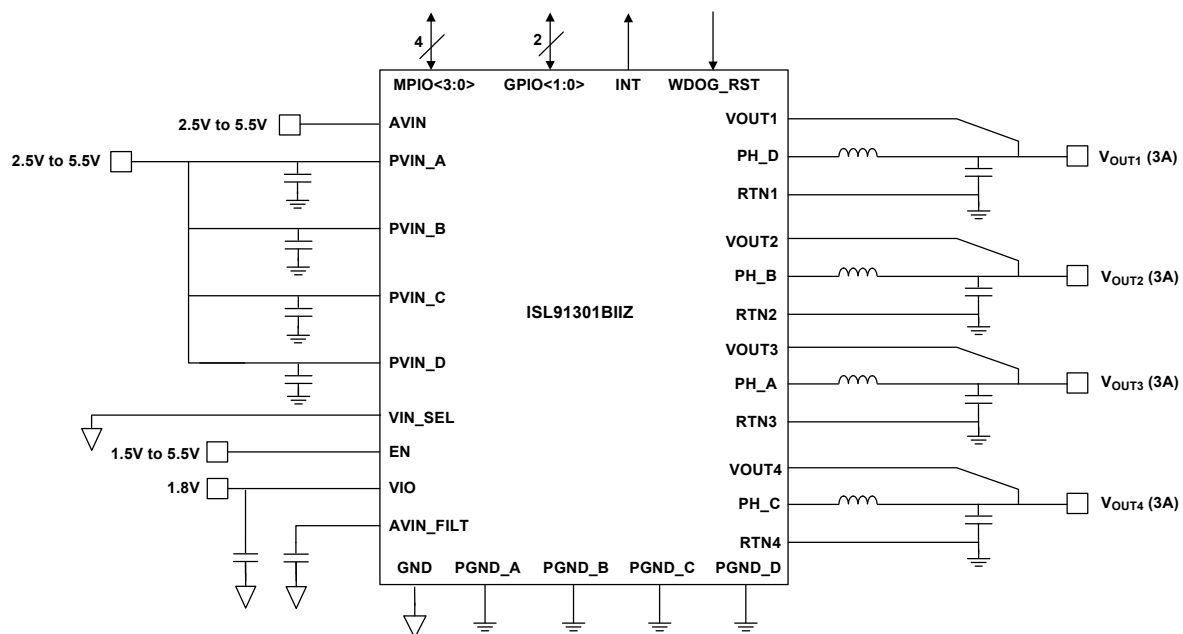 4
2
MPIO<3:0>
GPIO<1:0>
INT
WDOG_RST
2.5V to 5.5V
AVIN
2.5V to 5.5V
PVIN_A
PVIN_B
PVIN_C
PVIN_D
VIN_SEL
1.5V to 5.5V
EN
1.8V
VIO
AVIN_FILT
ISL91301BIIZ
VOUT1
PH_D
RTN1
VOUT1 (3A)
VOUT2
PH_B
RTN2
VOUT2 (3A)
VOUT3
PH_A
RTN3
VOUT3 (3A)
VOUT4
PH_C
RTN4
VOUT4 (3A)
GND
PGND_A
PGND_B
PGND_C
PGND_D